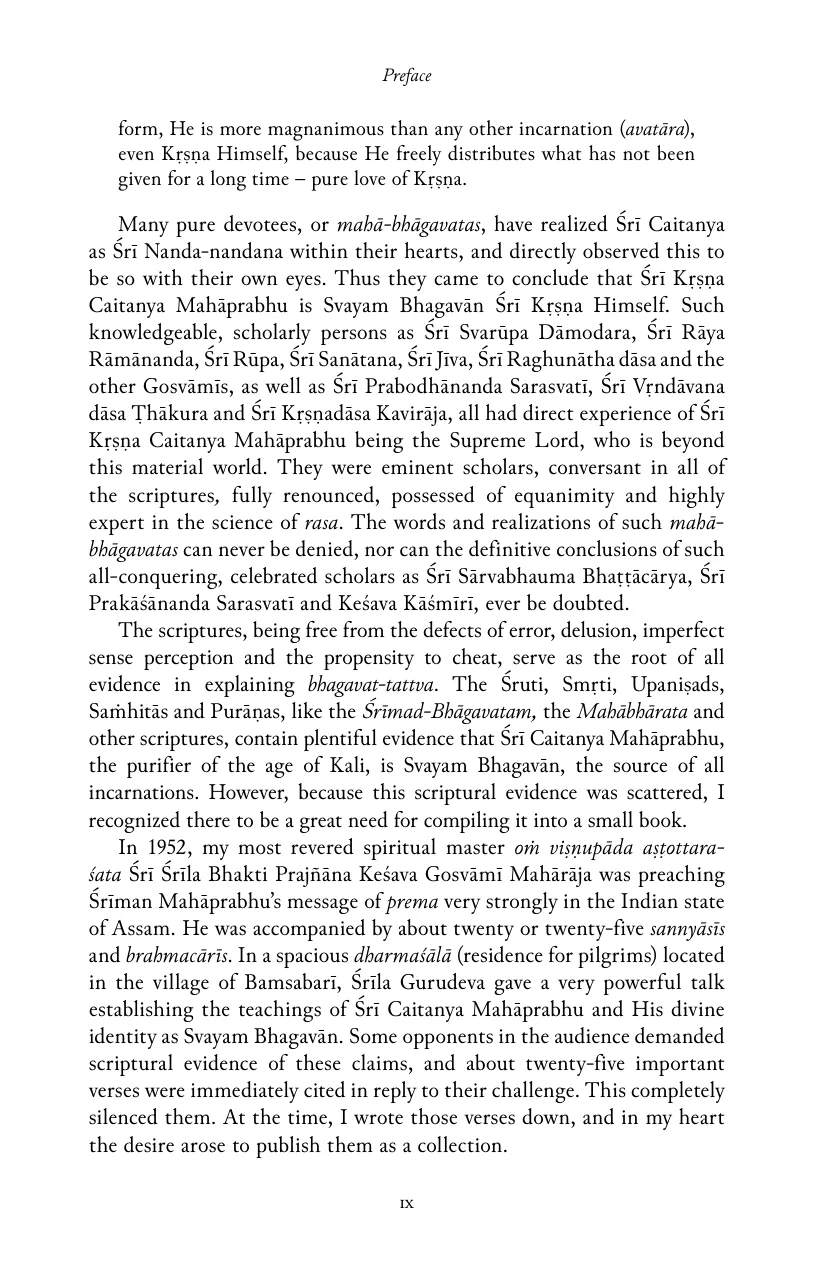 Preface
form, He is more magnanimous than any other incarnation (avatāra),
even Kṛṣṇa Himself, because He freely distributes what has not been
given for a long time – pure love of Kṛṣṇa.
Many pure devotees, or mahā-bhāgavatas, have realized Śrī Caitanya
as Śrī Nanda-nandana within their hearts, and directly observed this to
be so with their own eyes. Thus they came to conclude that Śrī Kṛṣṇa
Caitanya Mahāprabhu is Svayam Bhagavān Śrī Kṛṣṇa Himself. Such
knowledgeable, scholarly persons as Śrī Svarūpa Dāmodara, Śrī Rāya
Rāmānanda, Śrī Rūpa, Śrī Sanātana, Śrī Jīva, Śrī Raghunātha dāsa and the
other Gosvāmīs, as well as Śrī Prabodhānanda Sarasvatī, Śrī Vṛndāvana
dāsa Ṭhākura and Śrī Kṛṣṇadāsa Kavirāja, all had direct experience of Śrī
Kṛṣṇa Caitanya Mahāprabhu being the Supreme Lord, who is beyond
this material world. They were eminent scholars, conversant in all of
the scriptures, fully renounced, possessed of equanimity and highly
expert in the science of rasa. The words and realizations of such mahā-
bhāgavatas can never be denied, nor can the definitive conclusions of such
all-conquering, celebrated scholars as Śrī Sārvabhauma Bhaṭṭācārya, Śrī
Prakāśānanda Sarasvatī and Keśava Kāśmīrī, ever be doubted.
The scriptures, being free from the defects of error, delusion, imperfect
sense perception and the propensity to cheat, serve as the root of all
evidence in explaining bhagavat-tattva. The Śruti, Smṛti, Upaniṣads,
Saṁhitās and Purāṇas, like the Śrīmad-Bhāgavatam, the Mahābhārata and
other scriptures, contain plentiful evidence that Śrī Caitanya Mahāprabhu,
the purifier of the age of Kali, is Svayam Bhagavān, the source of all
incarnations. However, because this scriptural evidence was scattered, I
recognized there to be a great need for compiling it into a small book.
In 1952, my most revered spiritual master oṁ viṣṇupāda aṣṭottara-
śata Śrī Śrīla Bhakti Prajñāna Keśava Gosvāmī Mahārāja was preaching
Śrīman Mahāprabhu’s message of prema very strongly in the Indian state
of Assam. He was accompanied by about twenty or twenty-five sannyāsīs
and brahmacārīs. In a spacious dharmaśālā (residence for pilgrims) located
in the village of Bamsabarī, Śrīla Gurudeva gave a very powerful talk
establishing the teachings of Śrī Caitanya Mahāprabhu and His divine
identity as Svayam Bhagavān. Some opponents in the audience demanded
scriptural evidence of these claims, and about twenty-five important
verses were immediately cited in reply to their challenge. This completely
silenced them. At the time, I wrote those verses down, and in my heart
the desire arose to publish them as a collection.
ix